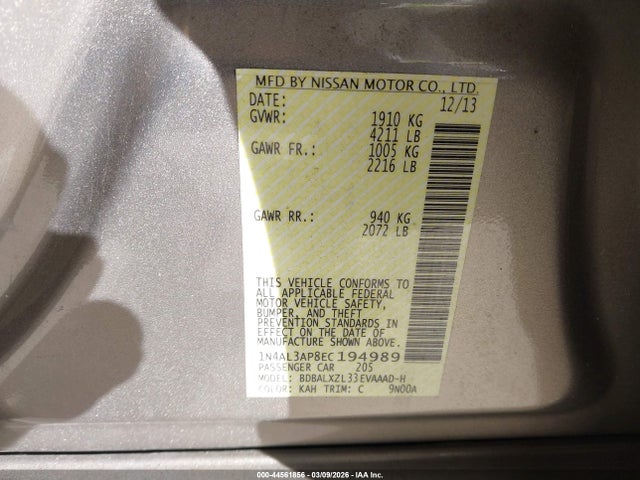 MFD BY NISSAN MOTOR CO., LTD.
DATE: 12/13
GVWR: 1910 KG
4211 LB
GAWR FR.: 1005 KG
2216 LB
GAWR RR.: 940 KG
2072 LB
THIS VEHICLE CONFORMS TO
ALL APPLICABLE FEDERAL
MOTOR VEHICLE SAFETY,
BUMPER, AND THEFT
PREVENTION STANDARDS IN
EFFECT ON THE DATE OF
MANUFACTURE SHOWN ABOVE.
1N4AL3AP8EC194989
PASSENGER CAR 205
MODEL: BDBALXZL33EVAAAD-H
COLOR: KAH TRIM: C 9N00A
000-44561856 - 03/09/2026 - IAA Inc.